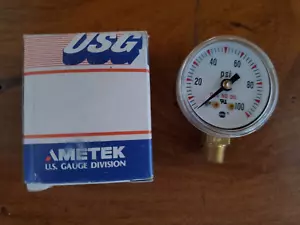 USG
AMETEK
U.S. GAUGE DIVISION
40 60
20 80
psi
0 100